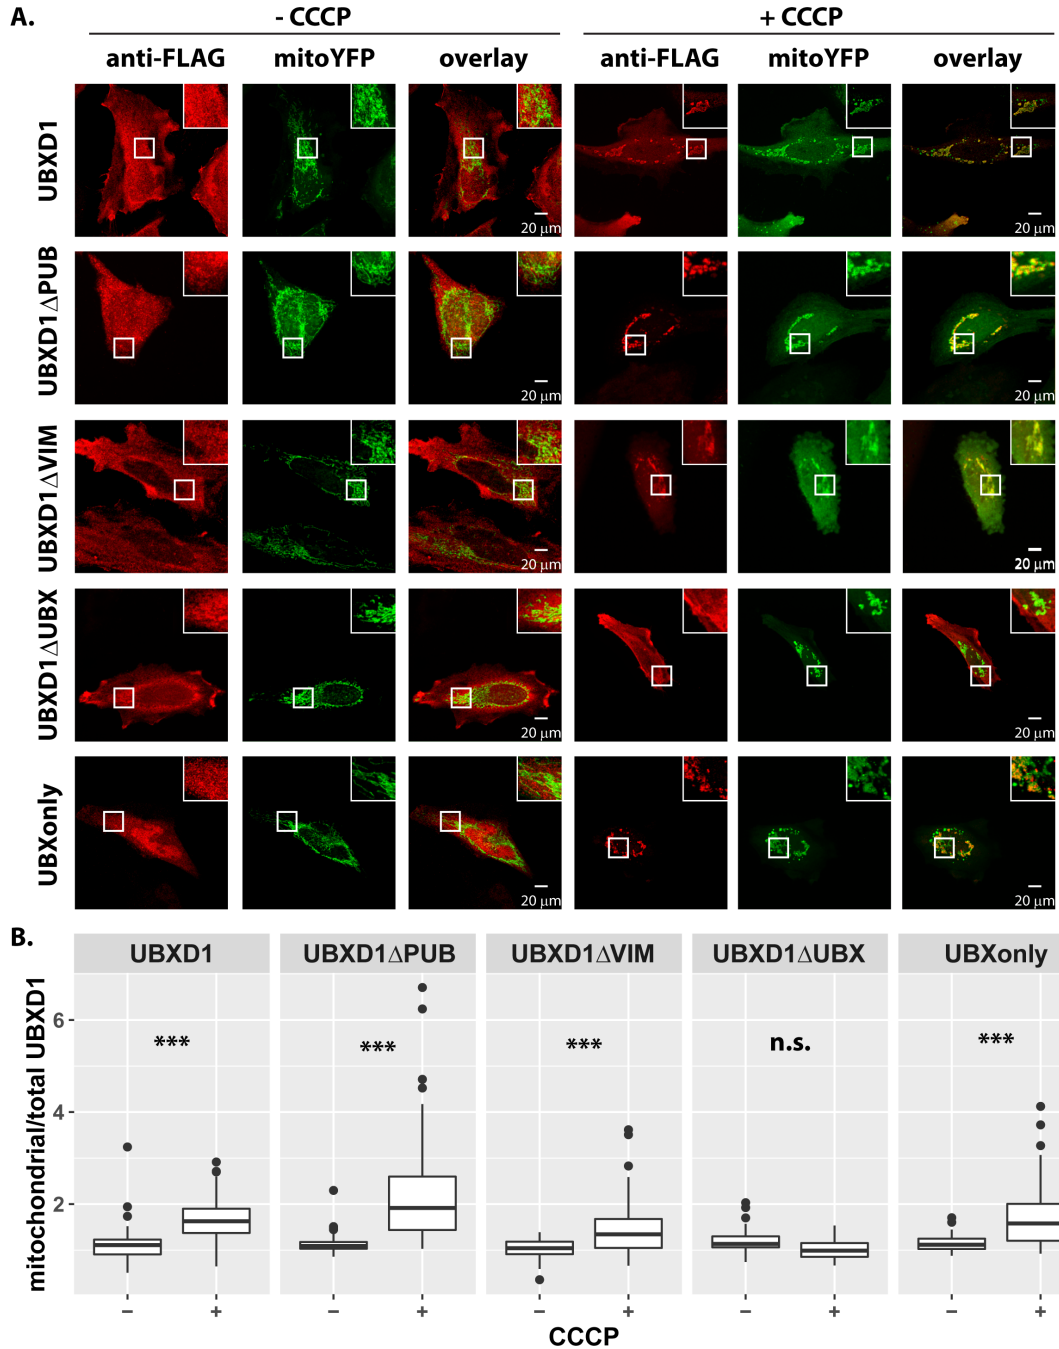 A.
- CCCP
+ CCCP
anti-FLAG mitoYFP overlay anti-FLAG mitoYFP overlay
UBXD1
20 µm
20 µm
UBXD1ΔPUB
20 µm
20 µm
UBXD1ΔVIM
20 µm
20 µm
UBXD1ΔUBX
20 µm
20 µm
UBXonly
20 µm
20 µm
B.
UBXD1 UBXD1ΔPUB UBXD1ΔVIM UBXD1ΔUBX UBXonly
mitochondrial/total UBXD1
6
4
2
*** *** *** n.s. ***
− + − + − + − + − +
CCCP